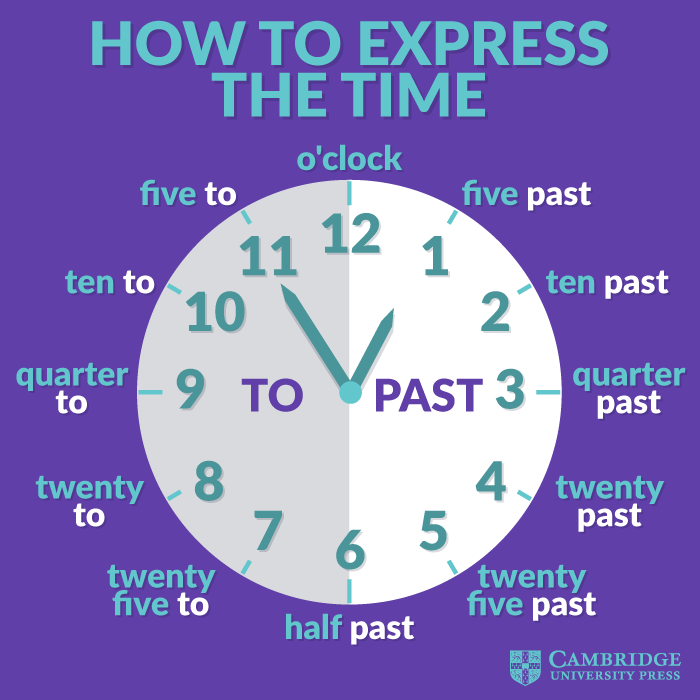 HOW TO EXPRESS
THE TIME
o'clock
five to
five past
ten to
ten past
quarter
to
quarter
past
twenty
to
twenty
past
twenty
five to
twenty
five past
half past
12
11
1
10
2
9
TO
PAST
3
8
4
7
5
6
CAMBRIDGE
UNIVERSITY PRESS